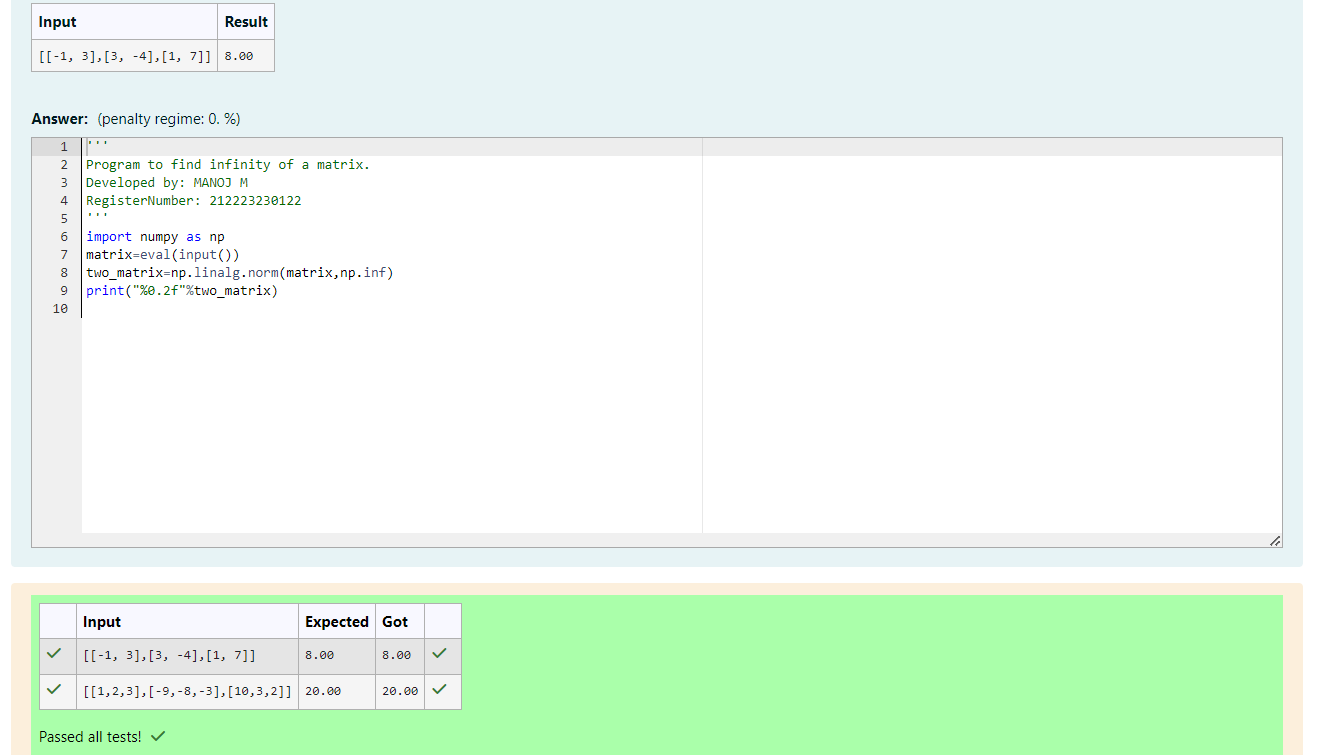 Input Result
[[-1, 3],[3, -4],[1, 7]] 8.00
Answer: (penalty regime: 0. %)
1 '''
2 Program to find infinity of a matrix.
3 Developed by: MANOJ M
4 RegisterNumber: 212223230122
5 '''
6 import numpy as np
7 matrix=eval(input())
8 two_matrix=np.linalg.norm(matrix,np.inf)
9 print("%0.2f"%two_matrix)
10
Input Expected Got
[[-1, 3],[3, -4],[1, 7]] 8.00 8.00
[[1,2,3],[-9,-8,-3],[10,3,2]] 20.00 20.00
Passed all tests!